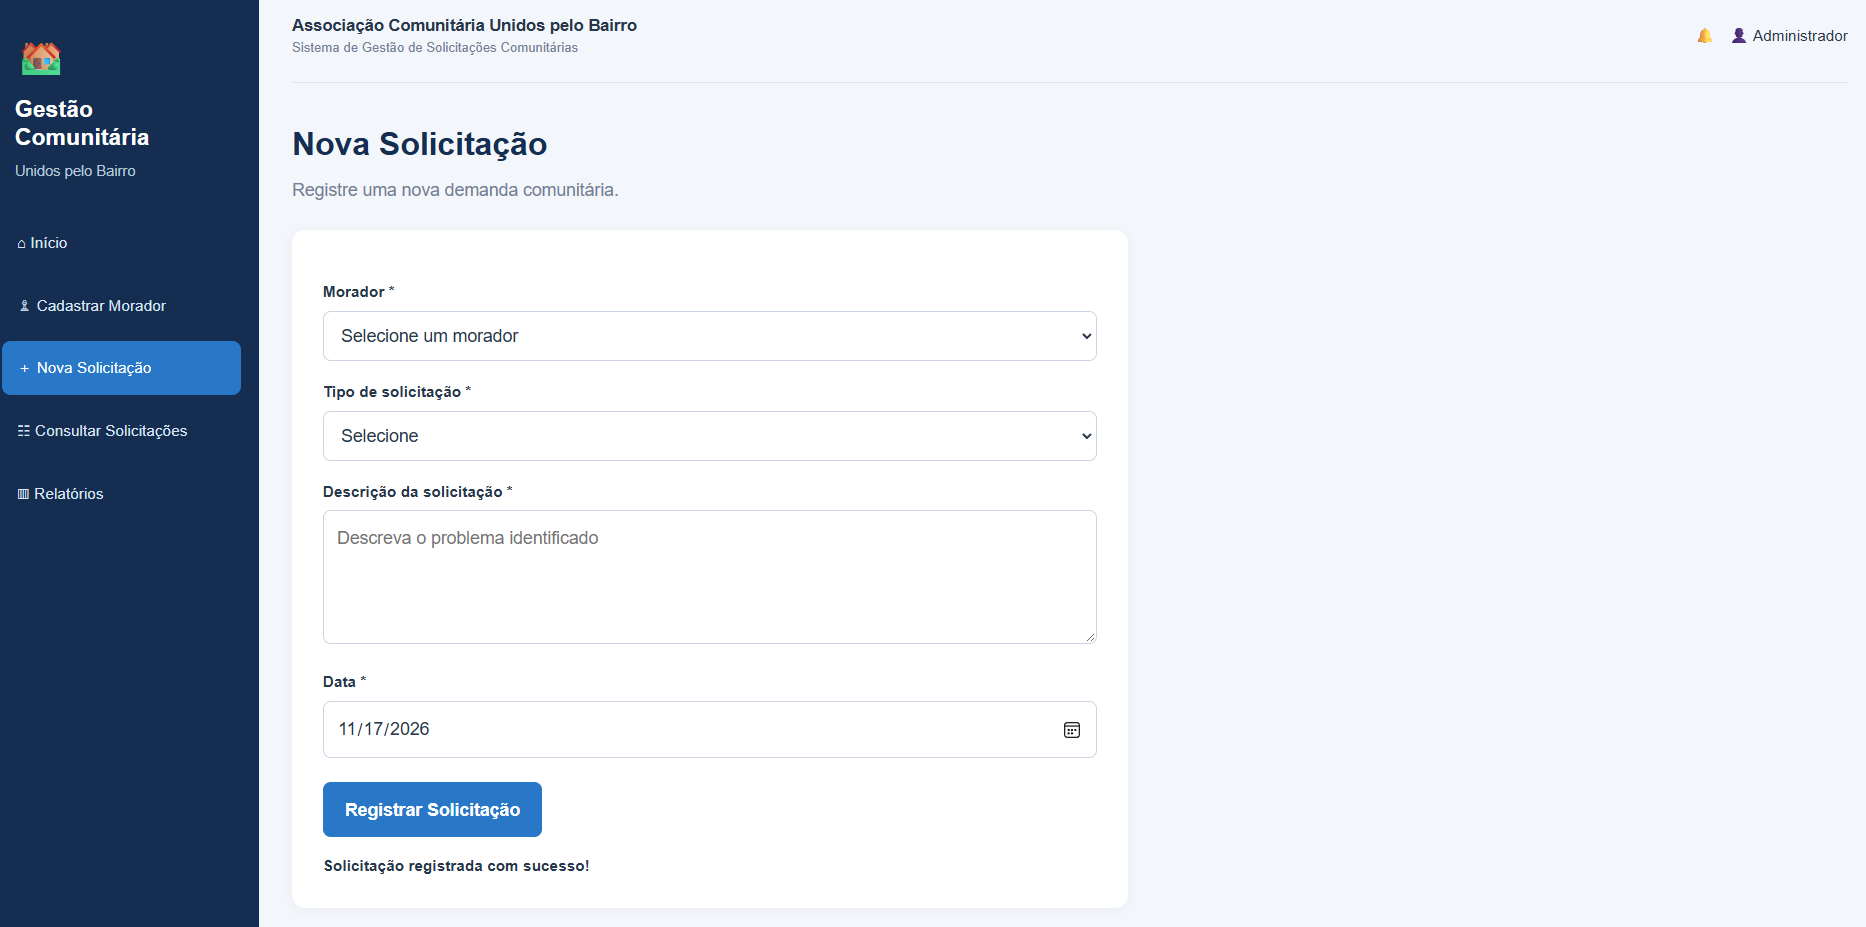 Gestão
Comunitária
Unidos pelo Bairro
Início
Cadastrar Morador
+ Nova Solicitação
Consultar Solicitações
Relatórios
Associação Comunitária Unidos pelo Bairro
Sistema de Gestão de Solicitações Comunitárias
Administrador
Nova Solicitação
Registre uma nova demanda comunitária.
Morador *
Selecione um morador
Tipo de solicitação *
Selecione
Descrição da solicitação *
Descreva o problema identificado
Data *
11/17/2026
Registrar Solicitação
Solicitação registrada com sucesso!